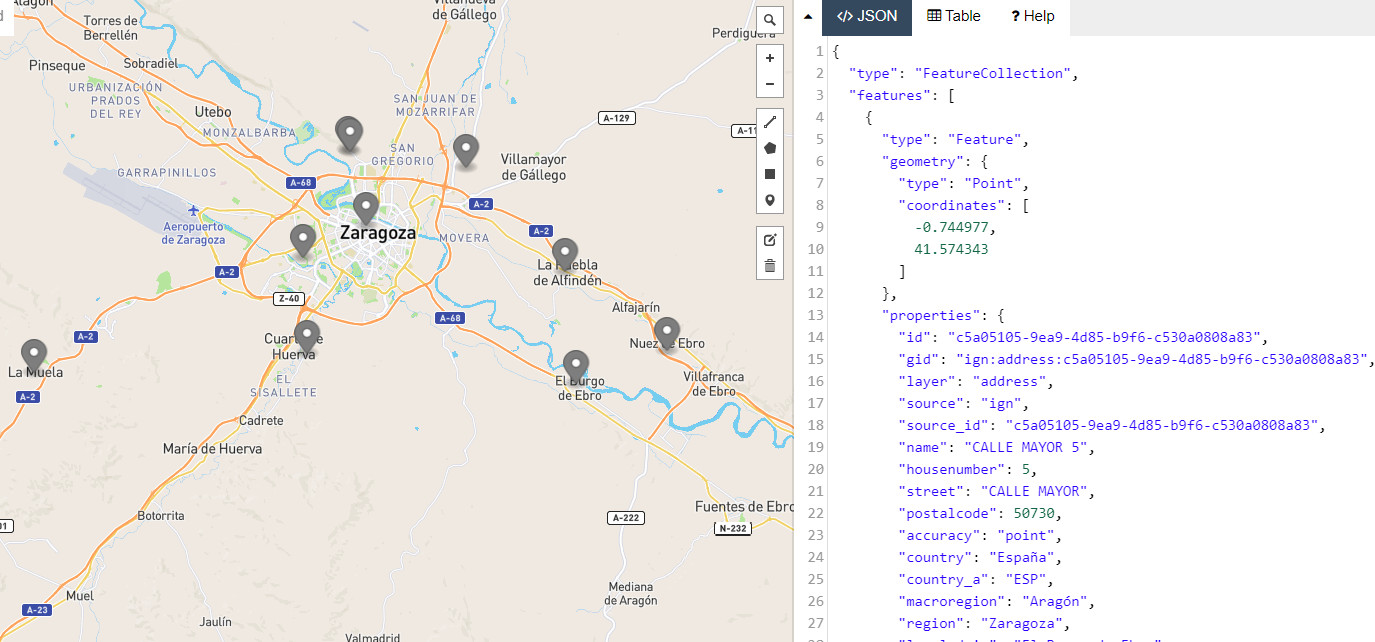 Torres de
Berrellén
Villanueva
de Gállego
Perdiguera
Pinseque
Sobradiel
URBANIZACIÓN
PRADOS
DEL REY
Utebo
MONZALBARBA
SAN JUAN DE
MOZARRIFAR
A-129
SAN
GREGORIO
Villamayor
de Gállego
GARRAPINILLOS
A-68
A-2
Aeropuerto
de Zaragoza
Zaragoza
MOVERA
A-2
A-2
La Puebla
de Alfindén
Z-40
Alfajarín
A-68
A-2
Cuarte de
Huerva
Nuez de Ebro
La Muela
A-2
EL
SISALLETE
El Burgo
de Ebro
Villafranca
de Ebro
Cadrete
María de Huerva
Botorrita
A-222
Fuentes de Ebro
N-232
Muel
A-23
Mediana
de Aragón
Jaulín
Valmadrid
+
−
</> JSON
Table
? Help
1 {
2 "type": "FeatureCollection",
3 "features": [
4 {
5 "type": "Feature",
6 "geometry": {
7 "type": "Point",
8 "coordinates": [
9 -0.744977,
10 41.574343
11 ]
12 },
13 "properties": {
14 "id": "c5a05105-9ea9-4d85-b9f6-c530a0808a83",
15 "gid": "ign:address:c5a05105-9ea9-4d85-b9f6-c530a0808a83",
16 "layer": "address",
17 "source": "ign",
18 "source_id": "c5a05105-9ea9-4d85-b9f6-c530a0808a83",
19 "name": "CALLE MAYOR 5",
20 "housenumber": 5,
21 "street": "CALLE MAYOR",
22 "postalcode": 50730,
23 "accuracy": "point",
24 "country": "España",
25 "country_a": "ESP",
26 "macroregion": "Aragón",
27 "region": "Zaragoza",